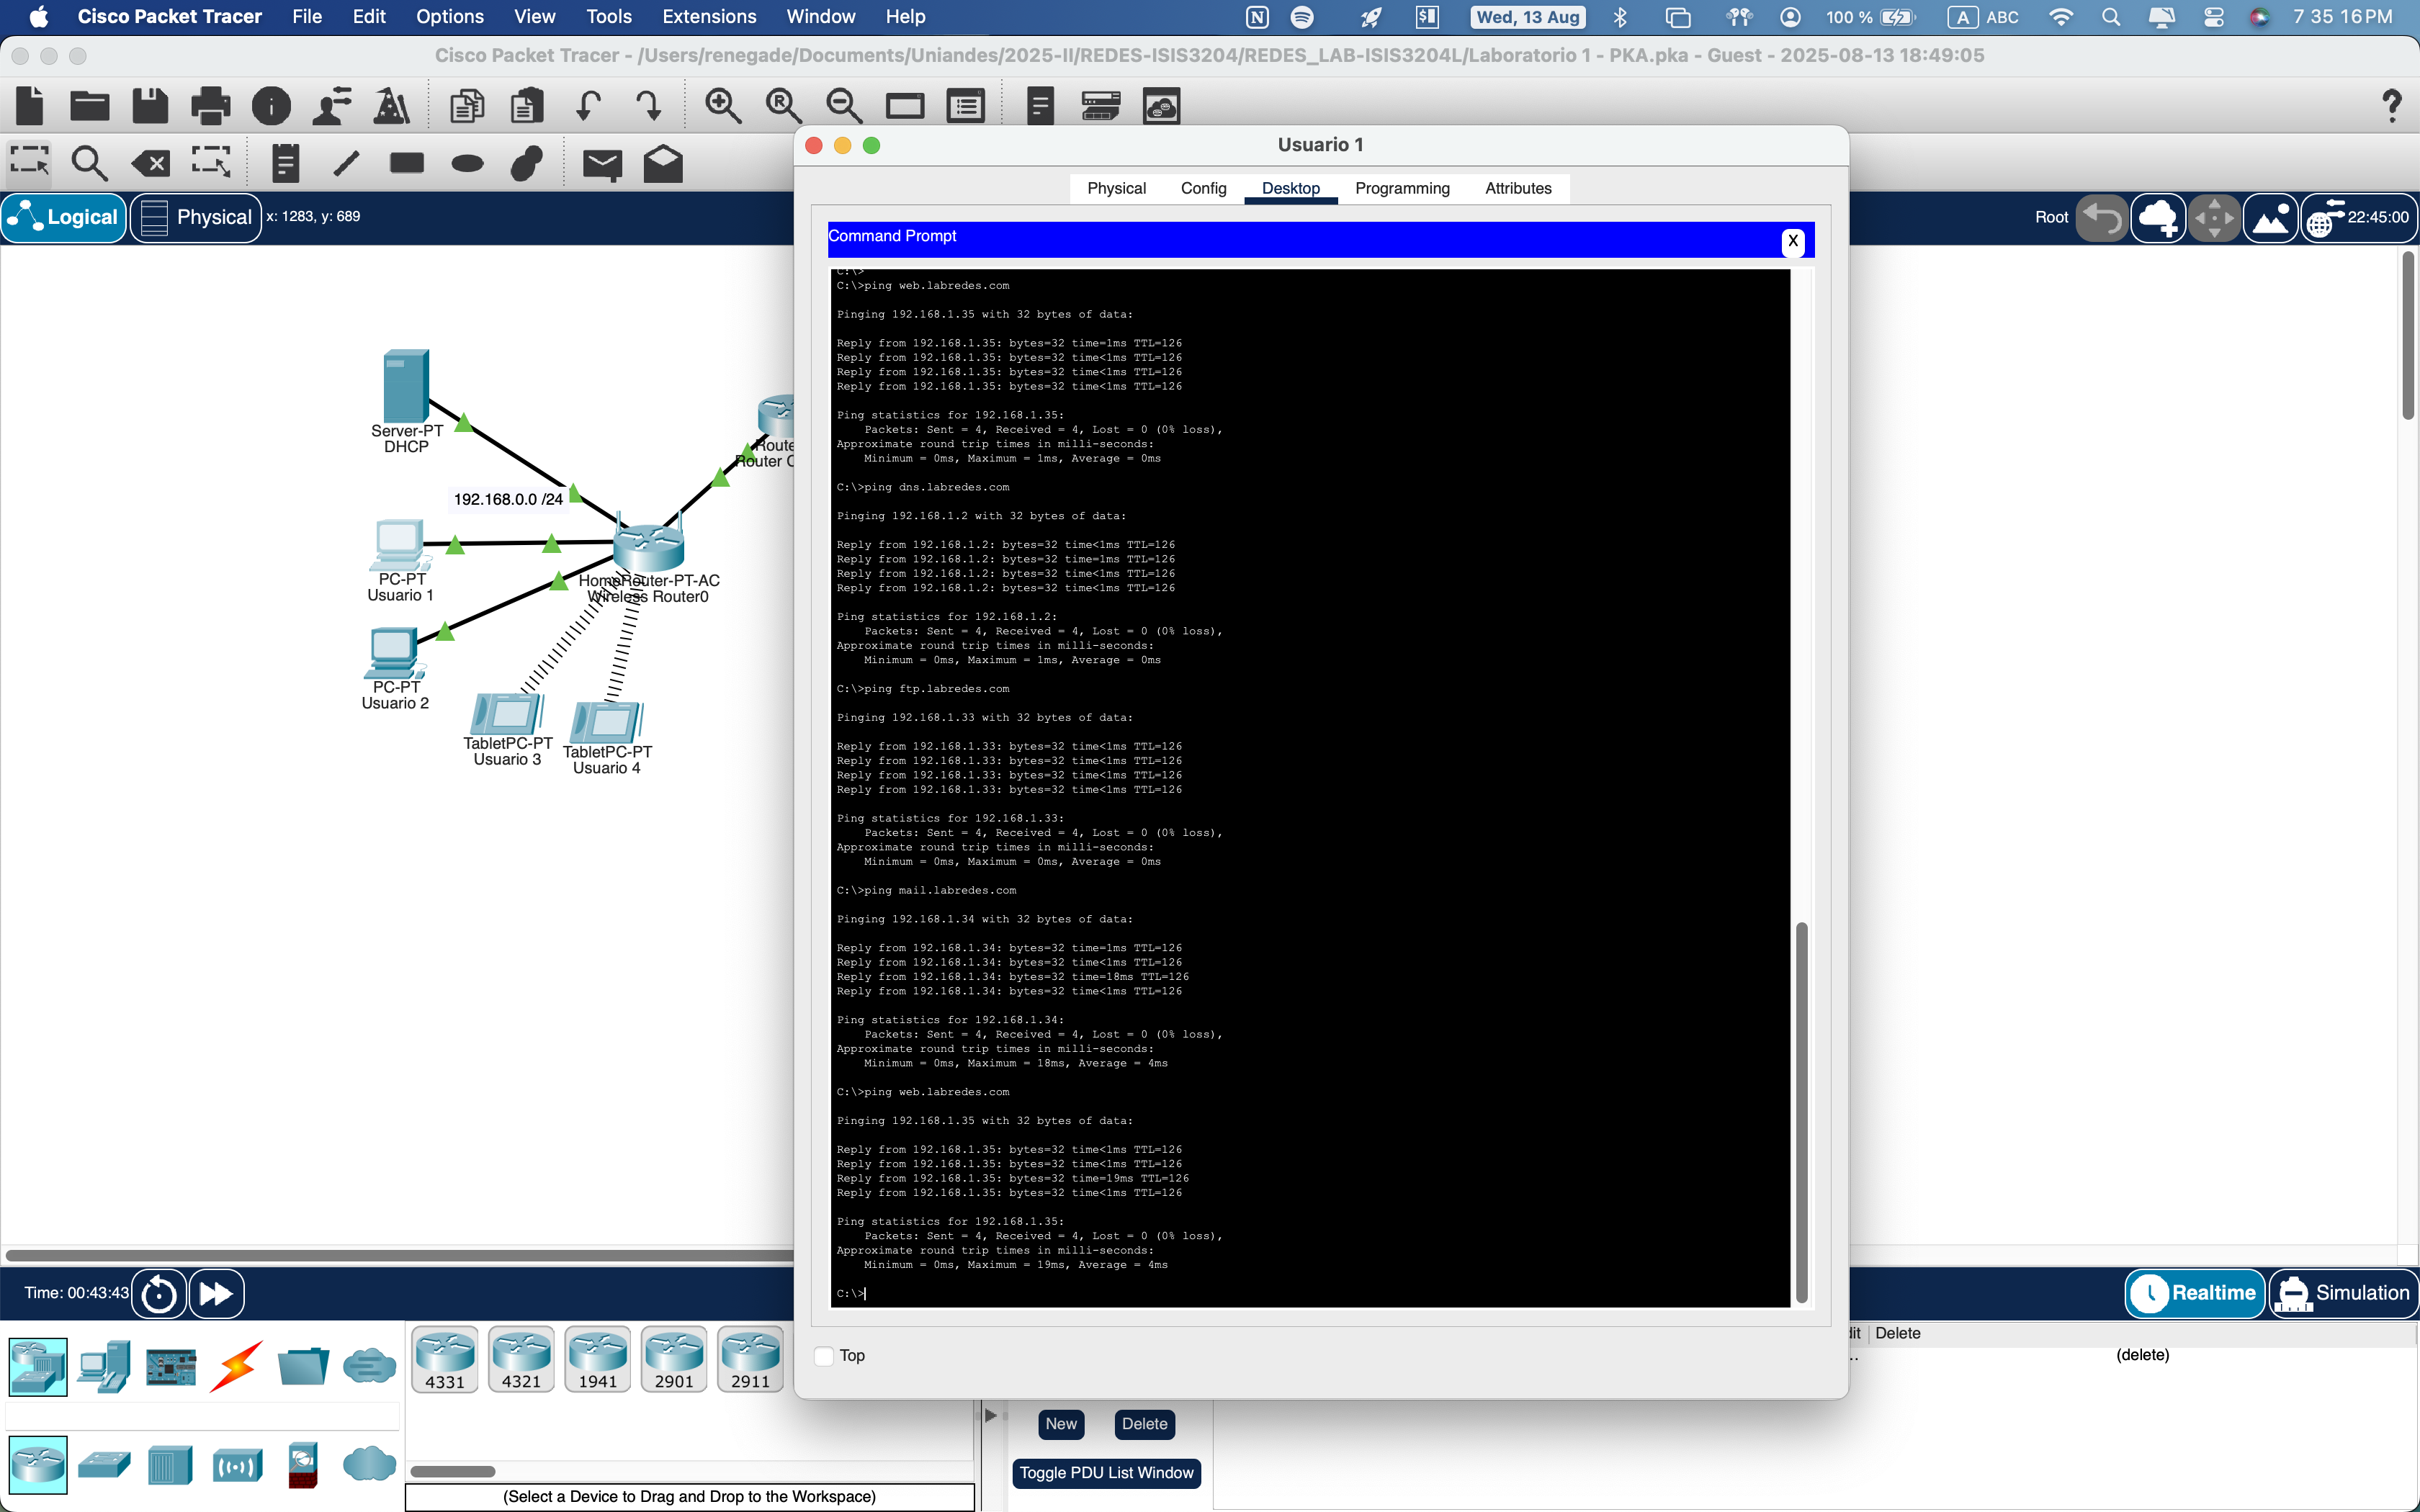 Cisco Packet Tracer File Edit Options View Tools Extensions Window Help
Wed, 13 Aug
100 %
A ABC
7 35 16 PM
Cisco Packet Tracer - /Users/renegade/Documents/Uniandes/2025-II/REDES-ISIS3204/REDES_LAB-ISIS3204L/Laboratorio 1 - PKA.pka - Guest - 2025-08-13 18:49:05
Logical
Physical
x: 1283, y: 689
Root
22:45:00
Server-PT
DHCP
192.168.0.0 /24
PC-PT
Usuario 1
PC-PT
Usuario 2
HomeRouter-PT-AC
Wireless Router0
TabletPC-PT
Usuario 3
TabletPC-PT
Usuario 4
Route
Router C
Usuario 1
Physical Config Desktop Programming Attributes
Command Prompt
X
C:\>
C:\>ping web.labredes.com
Pinging 192.168.1.35 with 32 bytes of data:
Reply from 192.168.1.35: bytes=32 time=1ms TTL=126
Reply from 192.168.1.35: bytes=32 time<1ms TTL=126
Reply from 192.168.1.35: bytes=32 time<1ms TTL=126
Reply from 192.168.1.35: bytes=32 time<1ms TTL=126
Ping statistics for 192.168.1.35:
Packets: Sent = 4, Received = 4, Lost = 0 (0% loss),
Approximate round trip times in milli-seconds:
Minimum = 0ms, Maximum = 1ms, Average = 0ms
C:\>ping dns.labredes.com
Pinging 192.168.1.2 with 32 bytes of data:
Reply from 192.168.1.2: bytes=32 time<1ms TTL=126
Reply from 192.168.1.2: bytes=32 time=1ms TTL=126
Reply from 192.168.1.2: bytes=32 time<1ms TTL=126
Reply from 192.168.1.2: bytes=32 time<1ms TTL=126
Ping statistics for 192.168.1.2:
Packets: Sent = 4, Received = 4, Lost = 0 (0% loss),
Approximate round trip times in milli-seconds:
Minimum = 0ms, Maximum = 1ms, Average = 0ms
C:\>ping ftp.labredes.com
Pinging 192.168.1.33 with 32 bytes of data:
Reply from 192.168.1.33: bytes=32 time<1ms TTL=126
Reply from 192.168.1.33: bytes=32 time<1ms TTL=126
Reply from 192.168.1.33: bytes=32 time<1ms TTL=126
Reply from 192.168.1.33: bytes=32 time<1ms TTL=126
Ping statistics for 192.168.1.33:
Packets: Sent = 4, Received = 4, Lost = 0 (0% loss),
Approximate round trip times in milli-seconds:
Minimum = 0ms, Maximum = 0ms, Average = 0ms
C:\>ping mail.labredes.com
Pinging 192.168.1.34 with 32 bytes of data:
Reply from 192.168.1.34: bytes=32 time=1ms TTL=126
Reply from 192.168.1.34: bytes=32 time<1ms TTL=126
Reply from 192.168.1.34: bytes=32 time=18ms TTL=126
Reply from 192.168.1.34: bytes=32 time<1ms TTL=126
Ping statistics for 192.168.1.34:
Packets: Sent = 4, Received = 4, Lost = 0 (0% loss),
Approximate round trip times in milli-seconds:
Minimum = 0ms, Maximum = 18ms, Average = 4ms
C:\>ping web.labredes.com
Pinging 192.168.1.35 with 32 bytes of data:
Reply from 192.168.1.35: bytes=32 time<1ms TTL=126
Reply from 192.168.1.35: bytes=32 time<1ms TTL=126
Reply from 192.168.1.35: bytes=32 time=19ms TTL=126
Reply from 192.168.1.35: bytes=32 time<1ms TTL=126
Ping statistics for 192.168.1.35:
Packets: Sent = 4, Received = 4, Lost = 0 (0% loss),
Approximate round trip times in milli-seconds:
Minimum = 0ms, Maximum = 19ms, Average = 4ms
C:\>
Top
Time: 00:43:43
Realtime
Simulation
4331 4321 1941 2901 2911
(Select a Device to Drag and Drop to the Workspace)
New
Delete
Toggle PDU List Window
dit Delete
..
(delete)